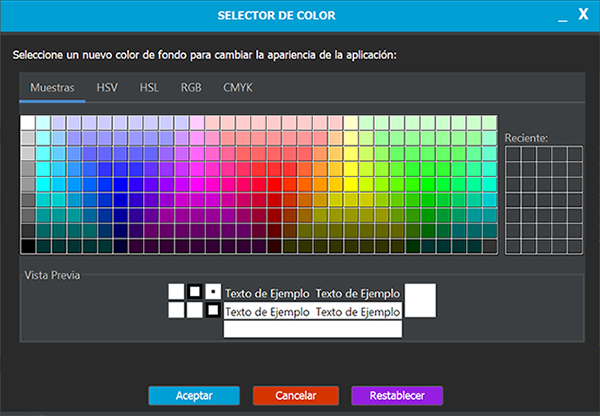 SELECTOR DE COLOR
_ X
Seleccione un nuevo color de fondo para cambiar la apariencia de la aplicación:
Muestras HSV HSL RGB CMYK
Reciente:
Vista Previa
Texto de Ejemplo Texto de Ejemplo
Texto de Ejemplo Texto de Ejemplo
Aceptar Cancelar Restablecer